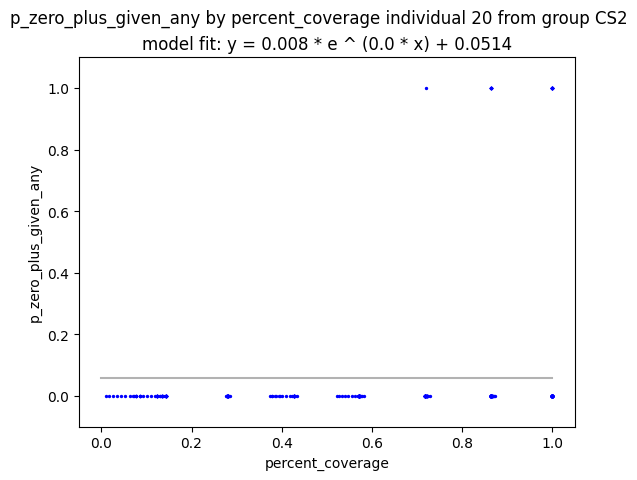 p_zero_plus_given_any by percent_coverage individual 20 from group CS2
model fit: y = 0.008 * e ^ (0.0 * x) + 0.0514
1.0
0.8
0.6
0.4
0.2
0.0
p_zero_plus_given_any
0.0 0.2 0.4 0.6 0.8 1.0
percent_coverage